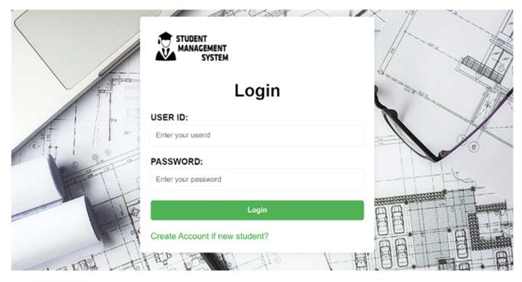 STUDENT
MANAGEMENT
SYSTEM
Login
USER ID:
Enter your userid
PASSWORD:
Enter your password
Login
Create Account if new student?